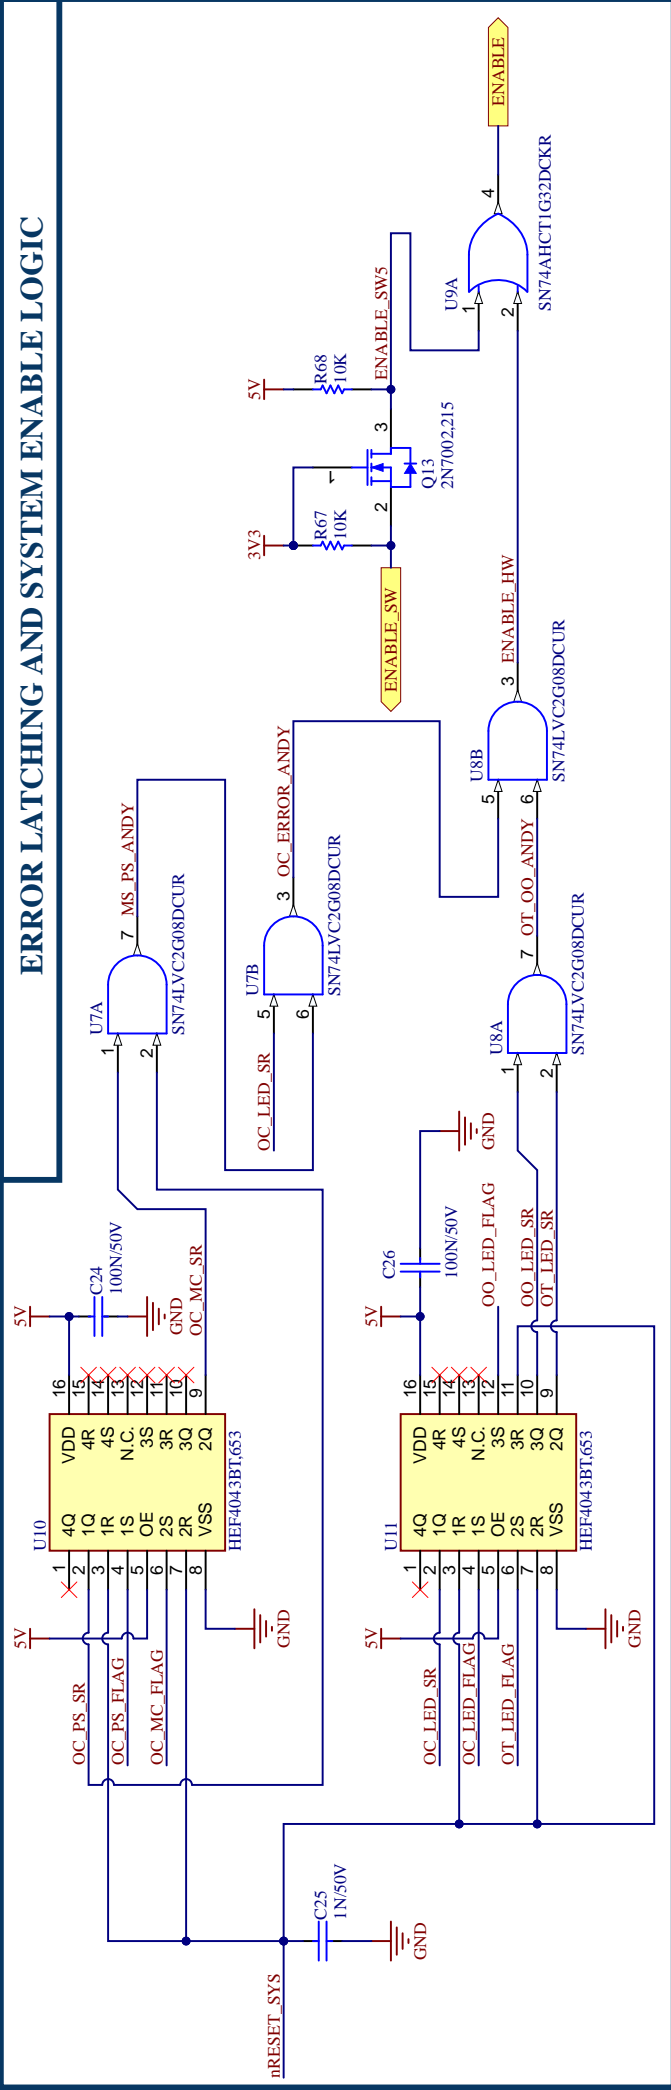 ERROR LATCHING AND SYSTEM ENABLE LOGIC
5V
U10
1
2
3
4
5
6
7
8
4Q
1Q
1R
1S
OE
2S
2R
VSS
VDD
4R
4S
N.C.
3S
3R
3Q
2Q
16
15
14
13
12
11
10
9
HEF4043BT,653
OC_PS_SR
OC_PS_FLAG
OC_MC_FLAG
GND
5V
C24
100N/50V
GND
OC_MC_SR
U7A
1
2
7
SN74LVC2G08DCUR
MS_PS_ANDY
OC_LED_SR
U7B
5
6
3
SN74LVC2G08DCUR
OC_ERROR_ANDY
3V3
R67
10K
5V
R68
10K
ENABLE_SW
1
2
3
Q13
2N7002,215
ENABLE_SW5
U9A
1
2
4
SN74AHCT1G32DCKR
ENABLE
nRESET_SYS
C25
1N/50V
GND
5V
U11
1
2
3
4
5
6
7
8
4Q
1Q
1R
1S
OE
2S
2R
VSS
VDD
4R
4S
N.C.
3S
3R
3Q
2Q
16
15
14
13
12
11
10
9
HEF4043BT,653
OC_LED_SR
OC_LED_FLAG
OT_LED_FLAG
GND
5V
C26
100N/50V
GND
OO_LED_FLAG
OO_LED_SR
OT_LED_SR
U8A
1
2
7
SN74LVC2G08DCUR
OT_OO_ANDY
U8B
5
6
3
SN74LVC2G08DCUR
ENABLE_HW